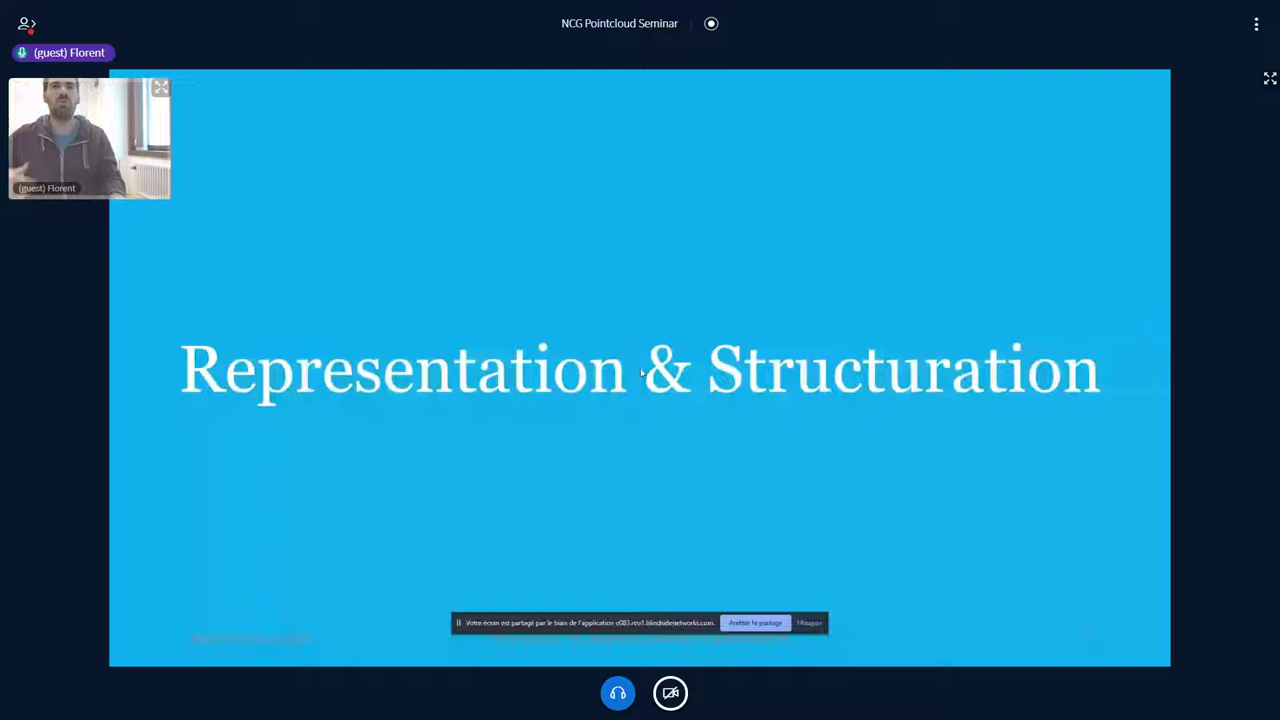 NCG Pointcloud Seminar
(guest) Florent
(guest) Florent
Representation & Structuration
Votre écran est partagé par le biais de l'application c083.rcv1.blindsidenetworks.com.
Arrêter le partage
Masquer